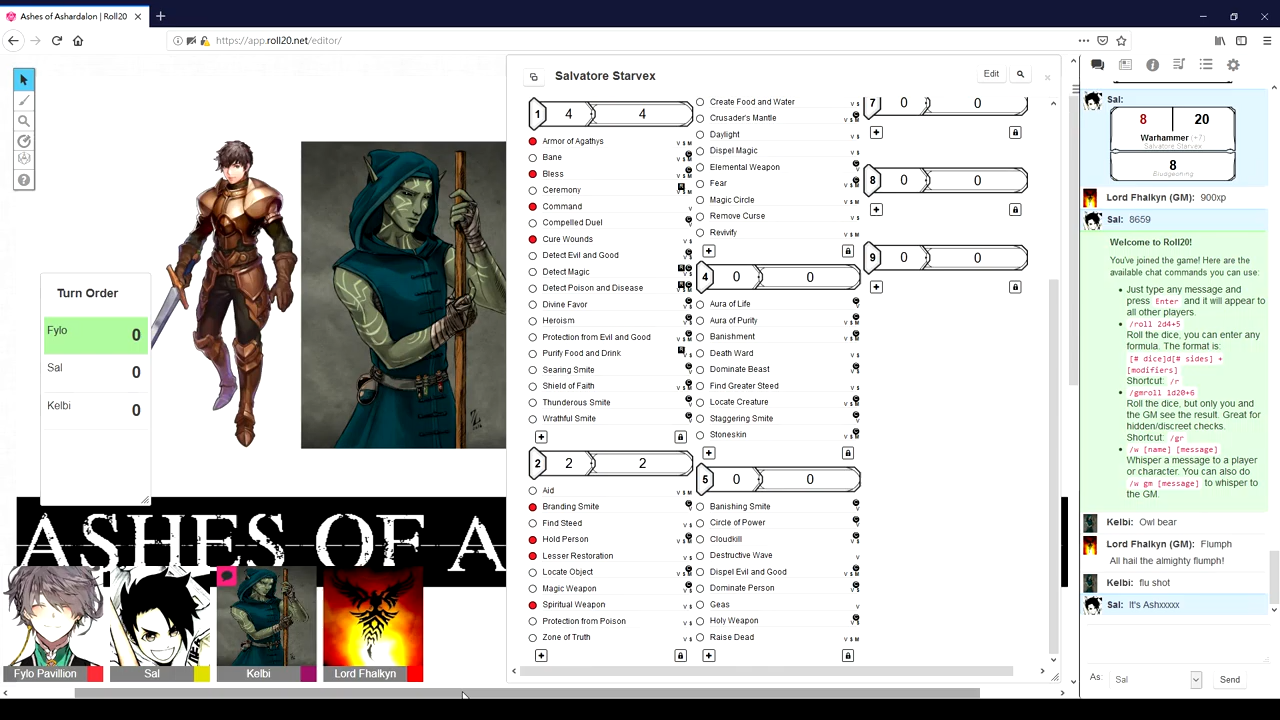 Ashes of Ashardalon | Roll20
https://app.roll20.net/editor/
Salvatore Starvex
Edit
1 4 4
Armor of Agathys V S M
Bane
Bless
Ceremony
Command V
Compelled Duel
Cure Wounds V S
Detect Evil and Good
Detect Magic
Detect Poison and Disease
Divine Favor
Heroism
Protection from Evil and Good
Purify Food and Drink
Searing Smite
Shield of Faith
Thunderous Smite
Wrathful Smite
2 2 2
Aid V S M
Branding Smite
Find Steed V S
Hold Person
Lesser Restoration V S
Locate Object
Magic Weapon
Spiritual Weapon V S
Protection from Poison V S
Zone of Truth V S
Create Food and Water V S
Crusader's Mantle
Daylight V S
Dispel Magic V S
Elemental Weapon
Fear
Magic Circle V S M
Remove Curse V S
Revivify V S M
4 0 0
Aura of Life
Aura of Purity
Banishment
Death Ward V S
Dominate Beast
Find Greater Steed V S
Locate Creature
Staggering Smite
Stoneskin
5 0 0
Banishing Smite
Circle of Power
Cloudkill
Destructive Wave V
Dispel Evil and Good
Dominate Person
Geas V
Holy Weapon
Raise Dead V S M
7 0 0
8 0 0
9 0 0
Turn Order
Fylo 0
Sal 0
Kelbi 0
ASHES OF A
Fylo Pavillion
Sal
Kelbi
Lord Fhalkyn
Sal:
8 20
Warhammer (+7)
Salvatore Starvex
8
Bludgeoning
Lord Fhalkyn (GM): 900xp
Sal: 8659
Welcome to Roll20!
You've joined the game! Here are the
available chat commands you can use:
Just type any message and
press Enter and it will appear to
all other players.
/roll 2d4+5
Roll the dice, you can enter any
formula. The format is:
[# dice]d[# sides] +
[modifiers]
Shortcut: /r
/gmroll 1d20+6
Roll the dice, but only you and
the GM see the result. Great for
hidden/discreet checks.
Shortcut: /gr
/w [name] [message]
Whisper a message to a player
or character. You can also do
/w gm [message] to whisper to
the GM.
Kelbi: Owl bear
Lord Fhalkyn (GM): Flumph
All hail the almighty flumph!
Kelbi: flu shot
Sal: It's Ashxxxxx
As: Sal
Send